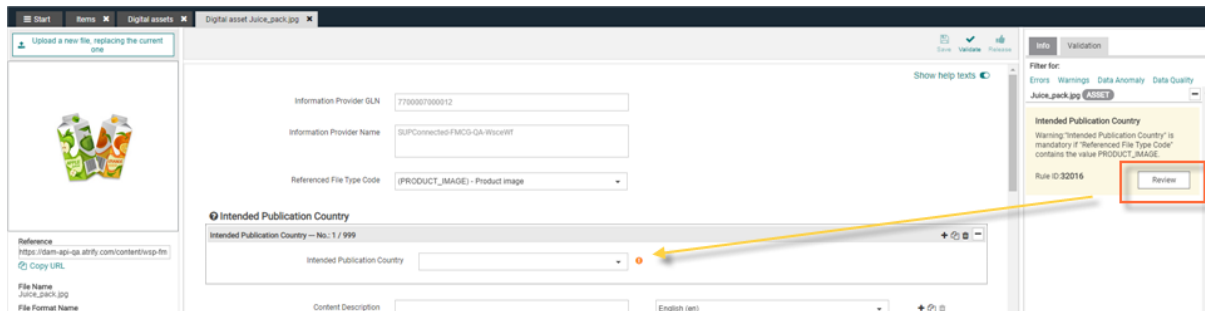 Start Items Digital assets Digital asset Juice_pack.jpg
Upload a new file, replacing the current
one
Save Validate Release
Info Validation
Show help texts
Filter for:
Errors Warnings Data Anomaly Data Quality
Juice_pack.jpg ASSET
Information Provider GLN 7700007000012
Information Provider Name SUPConnected-FMCG-QA-WsceWf
Referenced File Type Code (PRODUCT_IMAGE) - Product image
Intended Publication Country
Warning:"Intended Publication Country" is
mandatory if "Referenced File Type Code"
contains the value PRODUCT_IMAGE.
Rule ID:32016 Review
APPLE
Intended Publication Country
Intended Publication Country — No.: 1 / 999
Intended Publication Country
Content Description English (en)
Reference
https://dam-api-qa.atrify.com/content/wsp-fm
Copy URL
File Name
Juice_pack.jpg
File Format Name